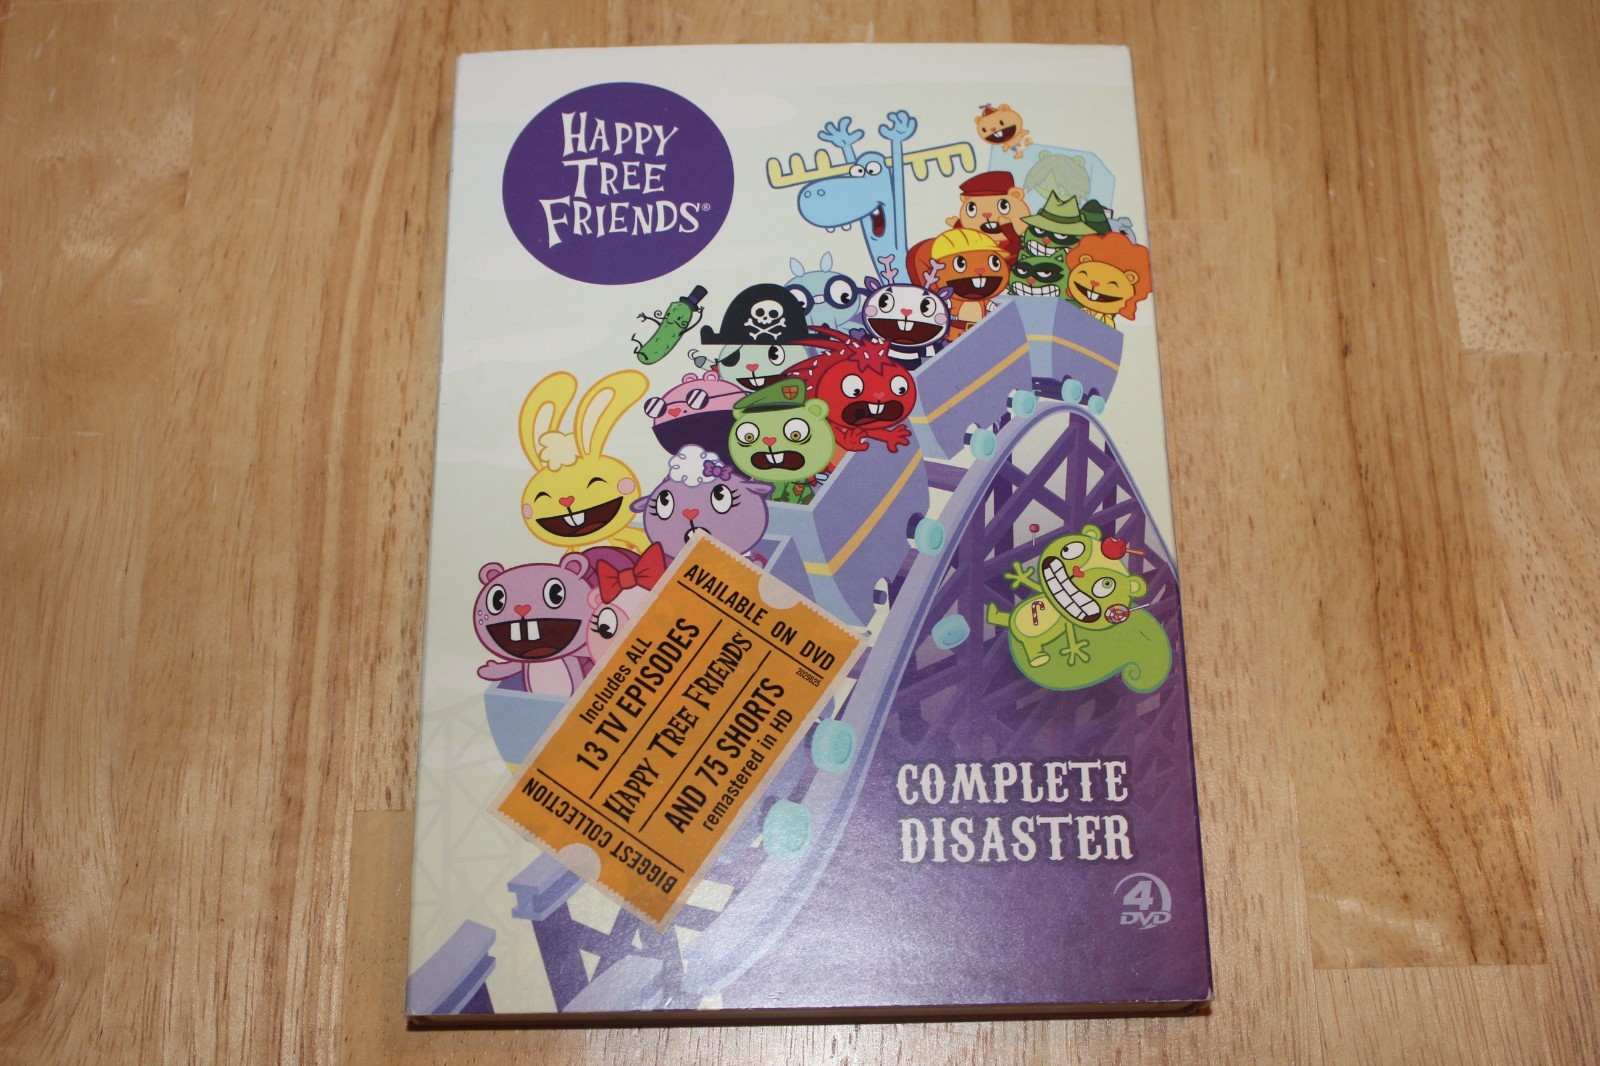 HAPPY
TREE
FRIENDS®
AVAILABLE ON DVD
2029825
Includes ALL
13 TV EPISODES
HAPPY TREE FRIENDS
AND 75 SHORTS
remastered in HD
BIGGEST COLLECTION
COMPLETE
DISASTER
4
DVD